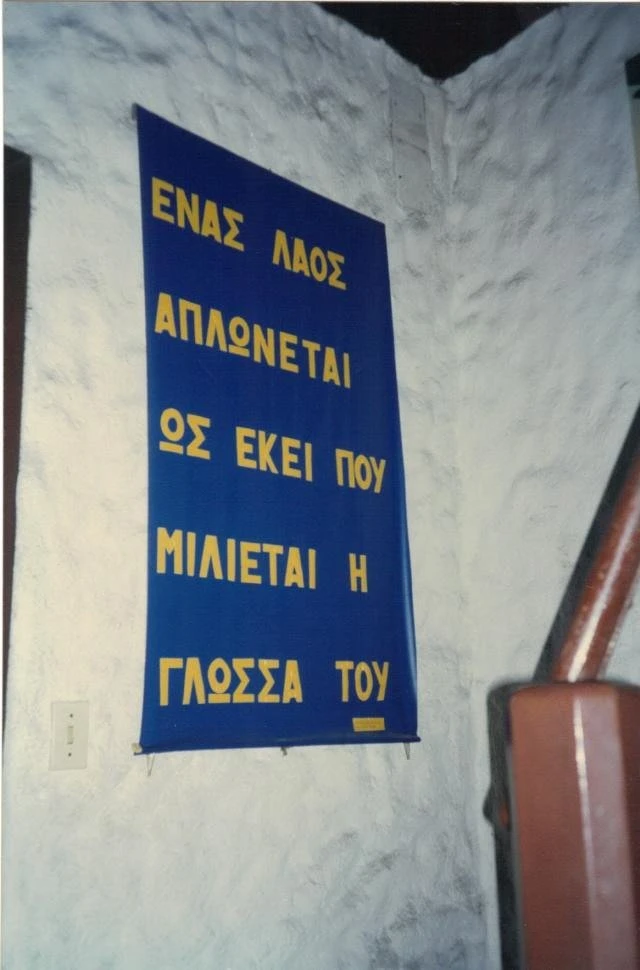 ΕΝΑΣ ΛΑΟΣ
ΑΠΛΩΝΕΤΑΙ
ΩΣ ΕΚΕΙ ΠΟΥ
ΜΙΛΙΕΤΑΙ Η
ΓΛΩΣΣΑ ΤΟΥ